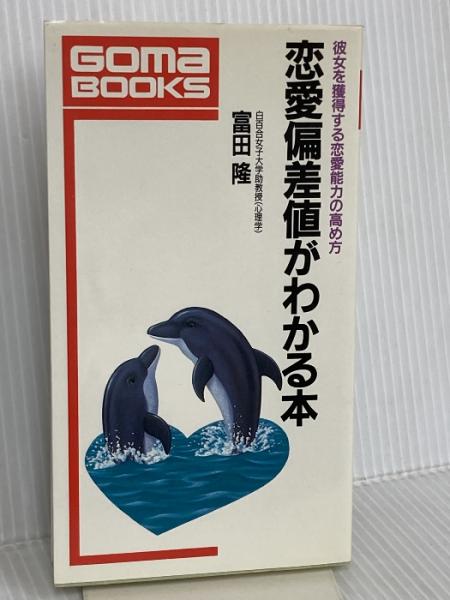 GOMA
BOOKS
彼女を獲得する恋愛能力の高め方
恋愛偏差値がわかる本
白百合女子大学助教授(心理学)
富田 隆